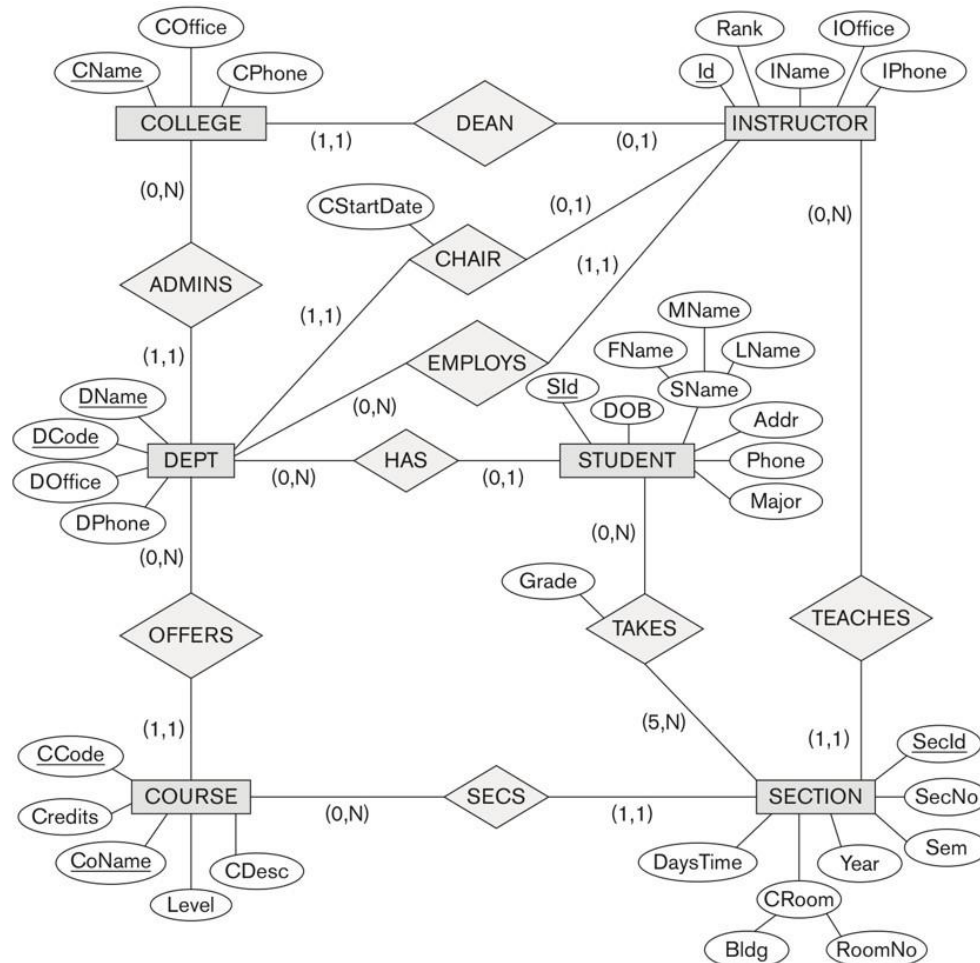 COffice
Rank
IOffice
CName
CPhone
Id
IName
IPhone
COLLEGE
DEAN
INSTRUCTOR
(1,1)
(0,1)
(0,N)
CStartDate
(0,1)
(0,N)
CHAIR
ADMINS
(1,1)
(1,1)
MName
(1,1)
EMPLOYS
FName
LName
DName
(0,N)
SId
SName
DCode
DOB
Addr
DEPT
HAS
STUDENT
Phone
DOffice
(0,N)
(0,1)
Major
DPhone
(0,N)
(0,N)
Grade
OFFERS
TAKES
TEACHES
(1,1)
(5,N)
(1,1)
CCode
SecId
COURSE
SECS
SECTION
SecNo
Credits
(0,N)
(1,1)
CoName
CDesc
DaysTime
Year
Sem
Level
CRoom
Bldg
RoomNo